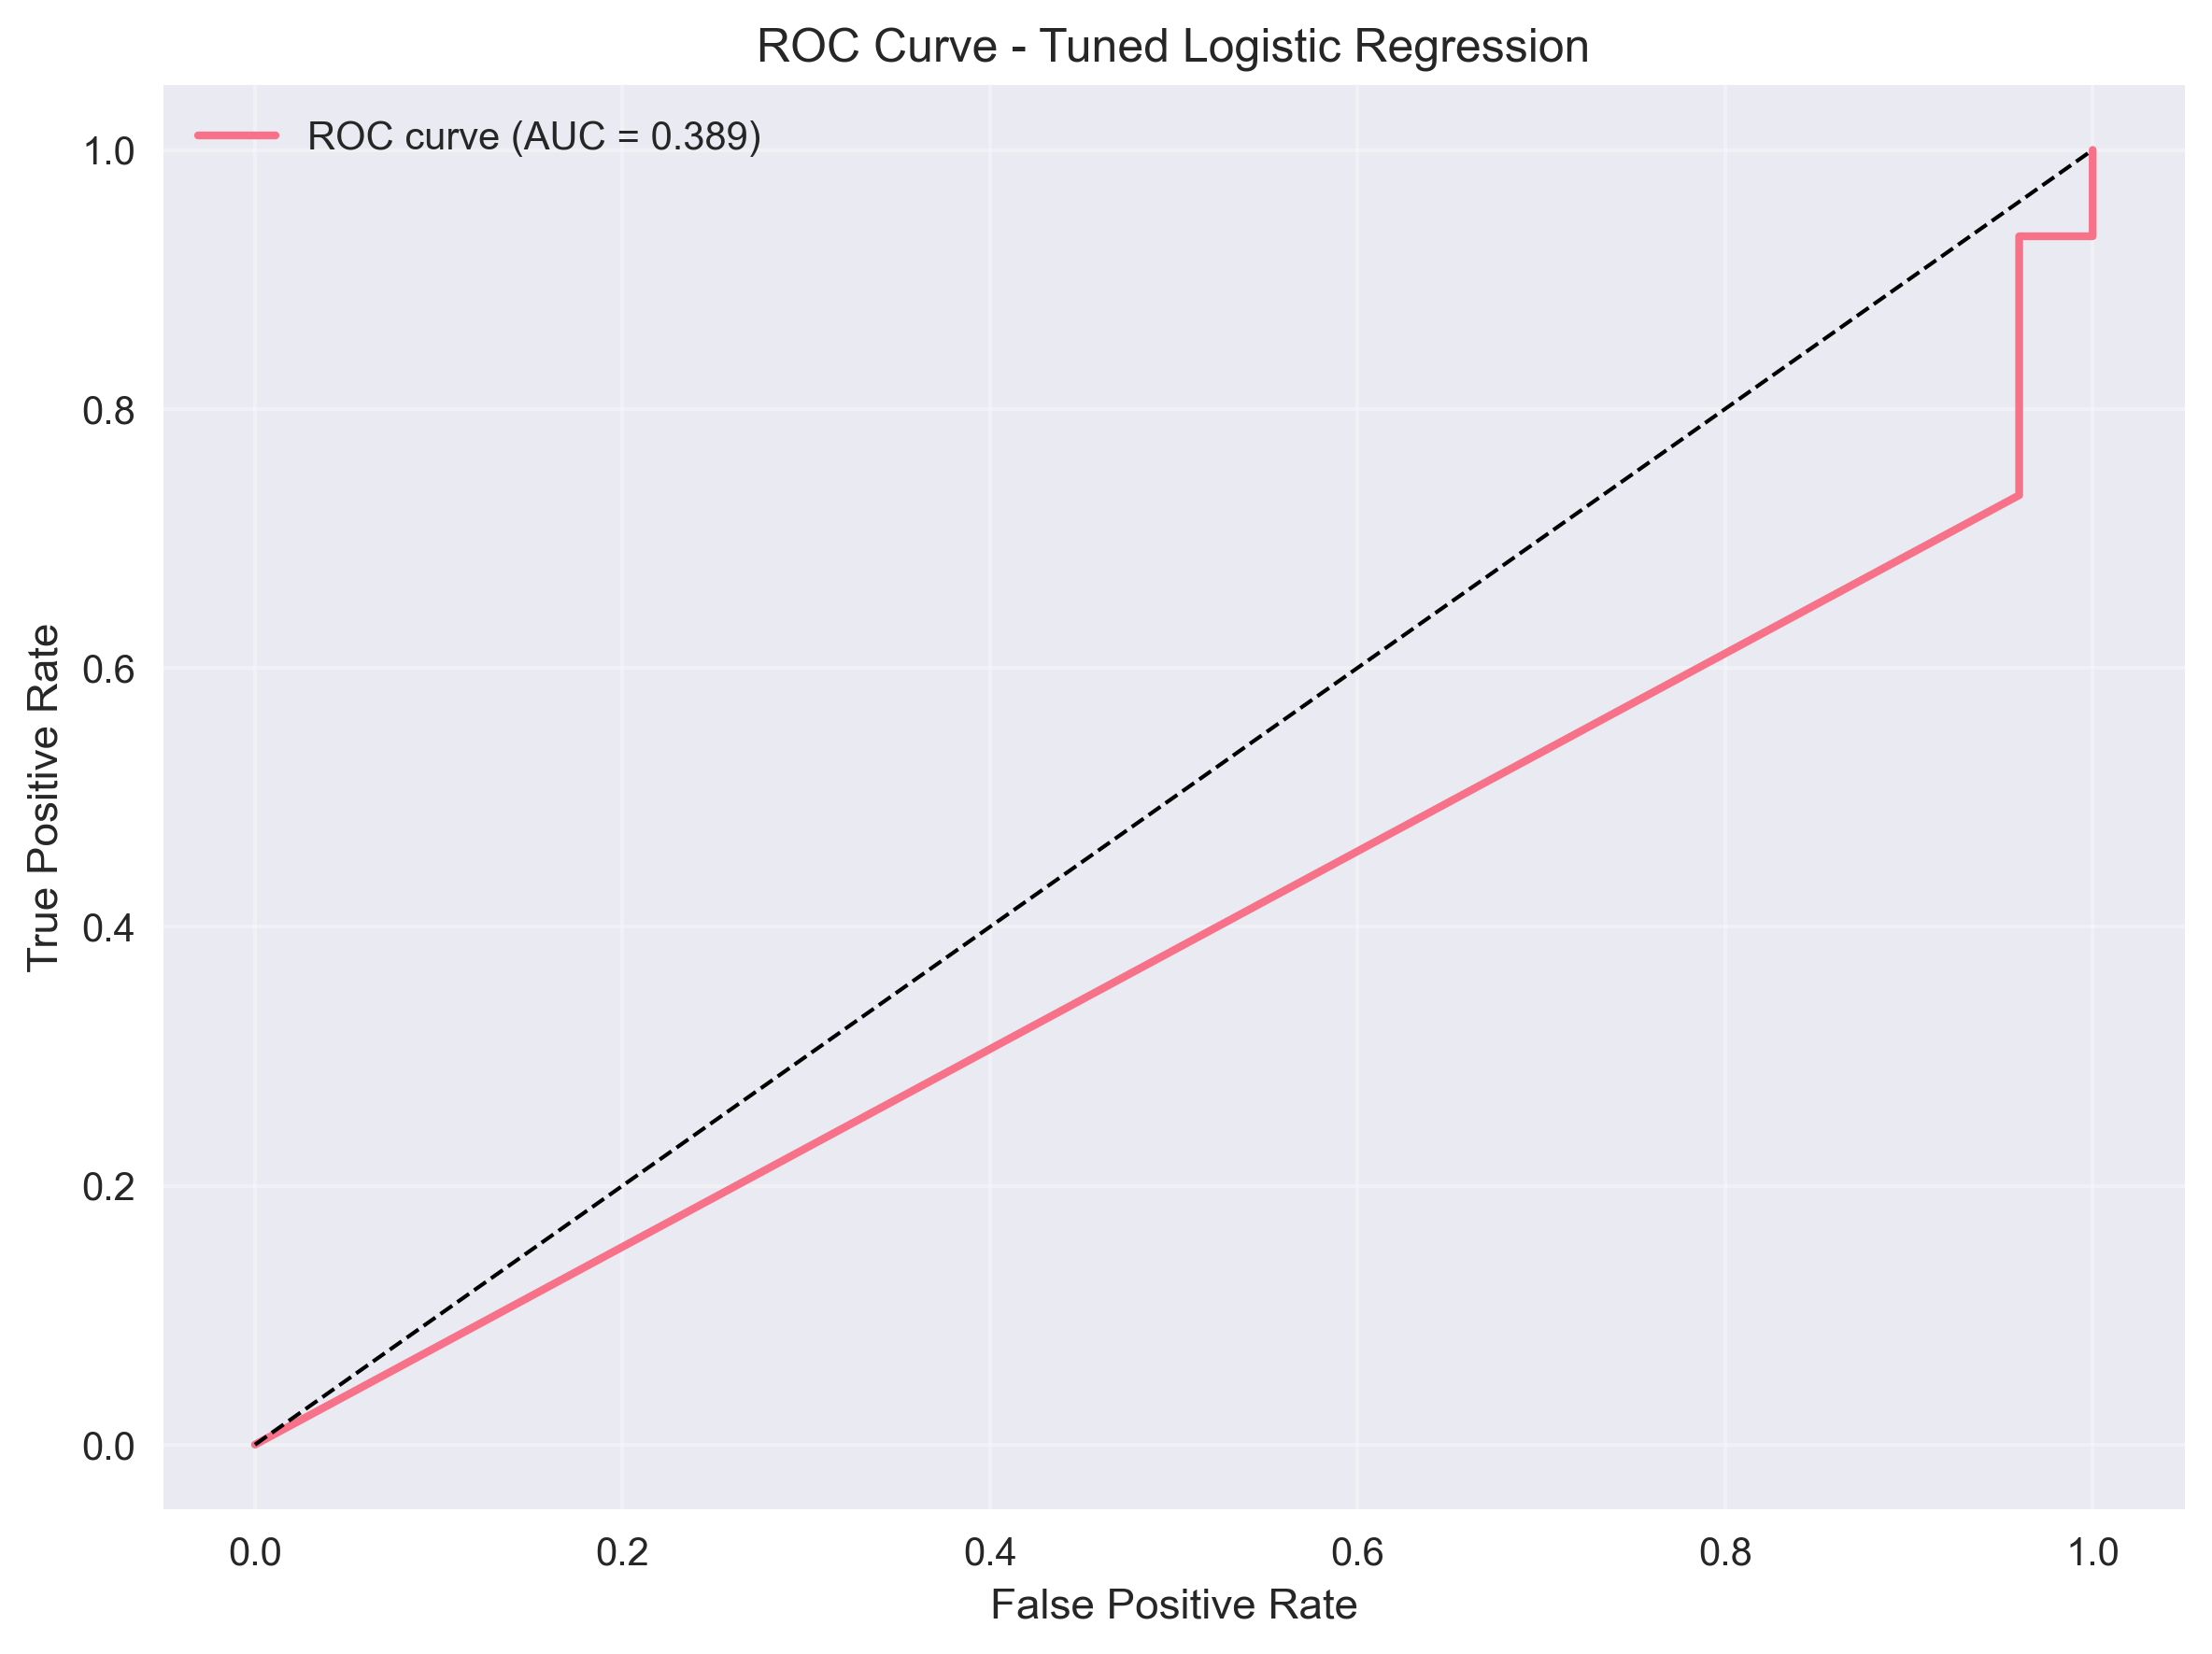 ROC Curve - Tuned Logistic Regression
ROC curve (AUC = 0.389)
1.0
0.8
0.6
0.4
0.2
0.0
True Positive Rate
0.0 0.2 0.4 0.6 0.8 1.0
False Positive Rate